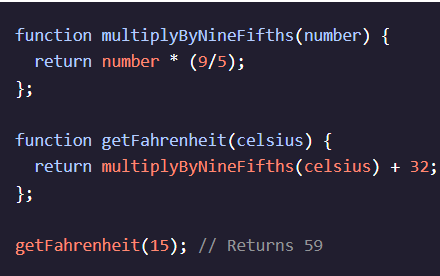 function multiplyByNineFifths(number) {
  return number * (9/5);
};

function getFahrenheit(celsius) {
  return multiplyByNineFifths(celsius) + 32;
};

getFahrenheit(15); // Returns 59